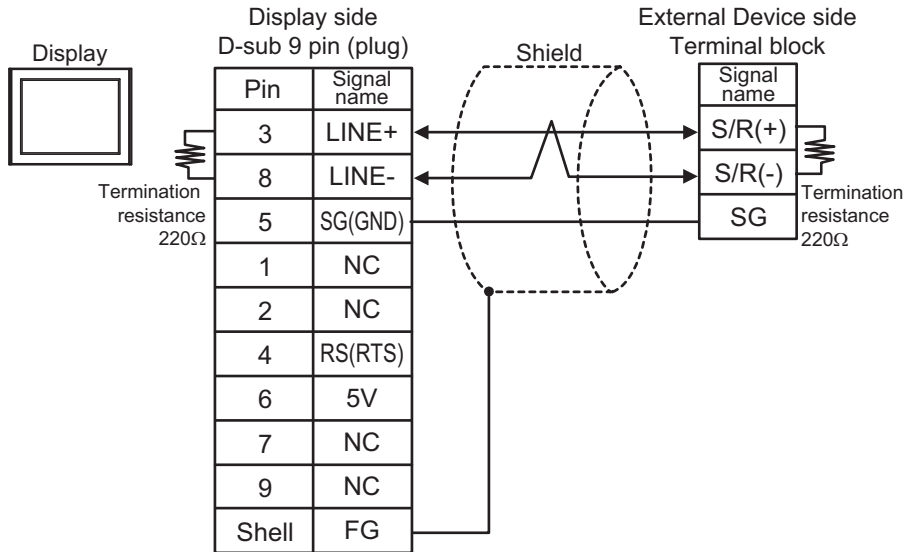 Display
Display side
D-sub 9 pin (plug)
Pin
Signal
name
3
LINE+
8
LINE-
5
SG(GND)
1
NC
2
NC
4
RS(RTS)
6
5V
7
NC
9
NC
Shell
FG
Termination
resistance
220Ω
Shield
External Device side
Terminal block
Signal
name
S/R(+)
S/R(-)
SG
Termination
resistance
220Ω